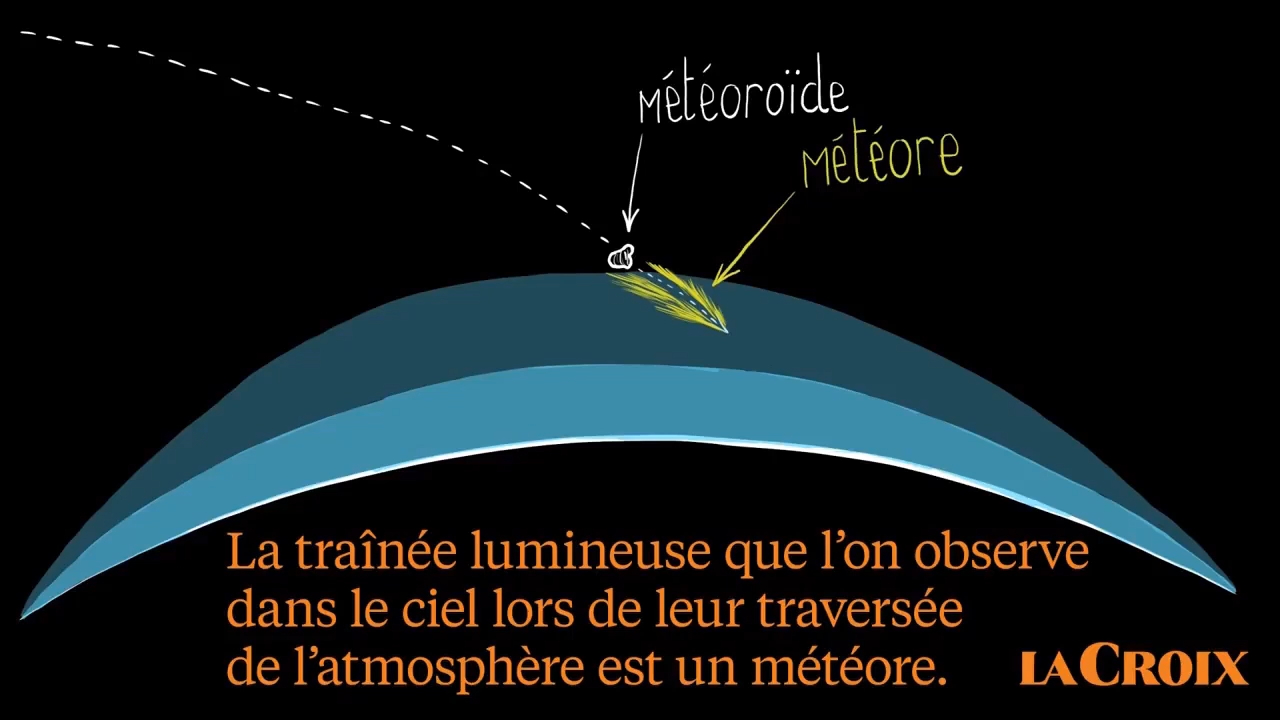 météoroïde
météore
La traînée lumineuse que l’on observe
dans le ciel lors de leur traversée
de l’atmosphère est un météore.
LA CROIX